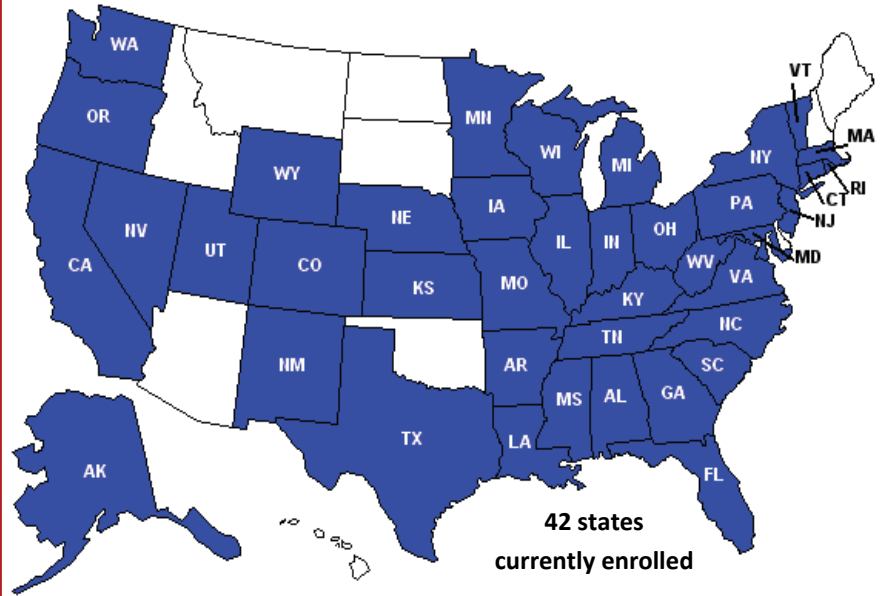 WA
VT
OR
MN
MA
WI
NY
MI
WY
RI
CT
PA
NE
IA
NJ
NV
OH
IL
IN
UT
MD
CA
CO
WV
VA
KS
MO
KY
NC
TN
NM
AR
SC
MS
AL
GA
TX
LA
AK
FL
42 states
currently enrolled